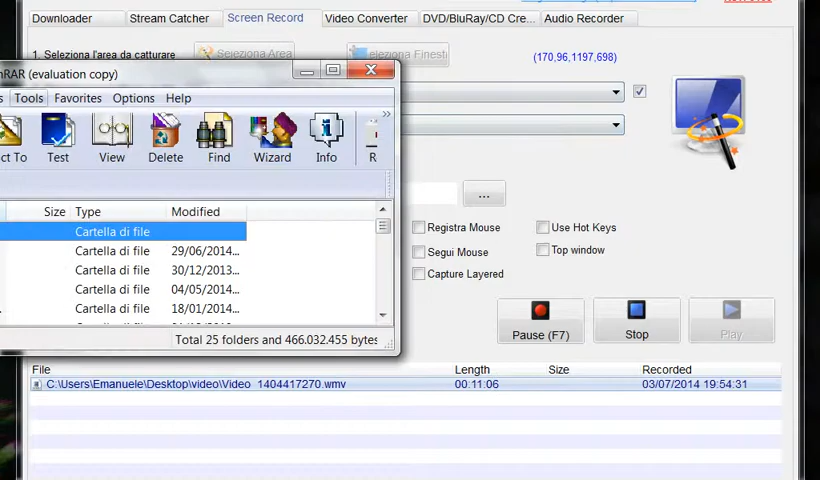 Downloader Stream Catcher Screen Record Video Converter DVD/BluRay/CD Cre... Audio Recorder
1. Seleziona l'area da catturare Seleziona Area eleziona Finesti (170,96,1197,698)
nRAR (evaluation copy)
s Tools Favorites Options Help
ct To Test View Delete Find Wizard Info R
...
Size Type Modified
Cartella di file
Cartella di file 29/06/2014...
Cartella di file 30/12/2013...
Cartella di file 04/05/2014...
Cartella di file 18/01/2014...
Total 25 folders and 466.032.455 bytes
Registra Mouse Use Hot Keys
Segui Mouse Top window
Capture Layered
Pause (F7) Stop Play
File Length Size Recorded
C:\Users\Emanuele\Desktop\video\Video_1404417270.wmv 00:11:06 03/07/2014 19:54:31